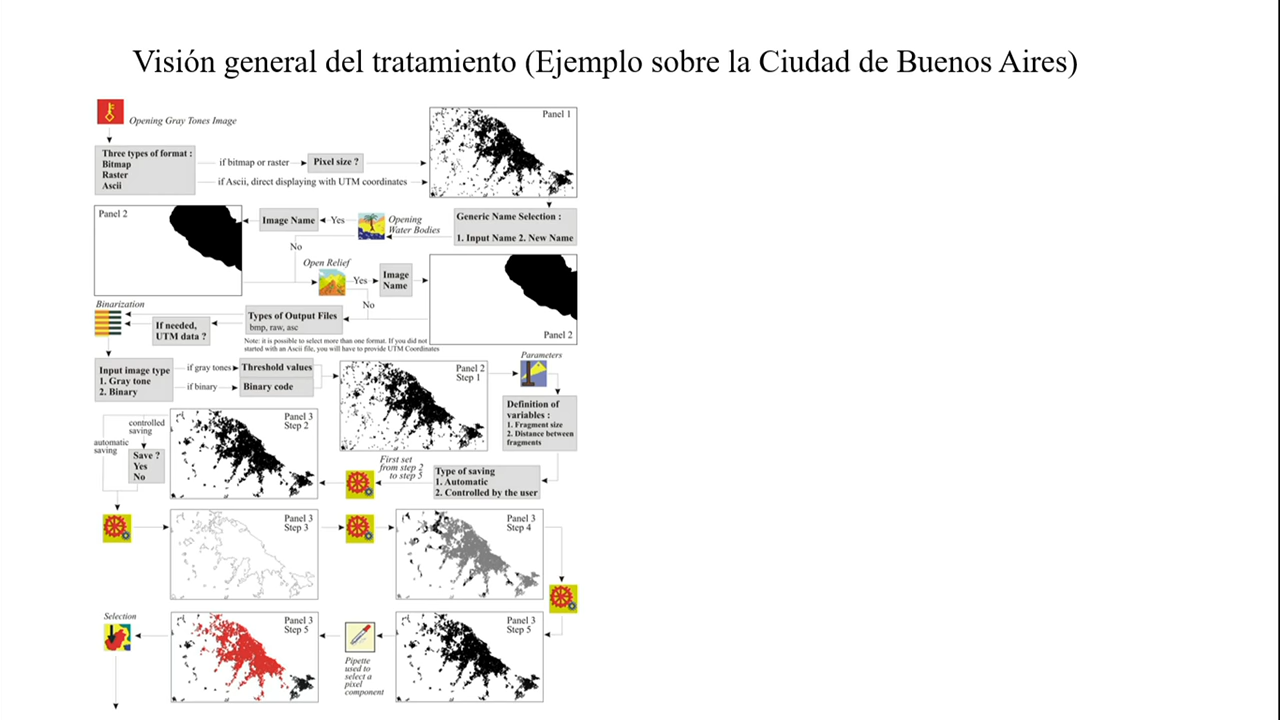 Visión general del tratamiento (Ejemplo sobre la Ciudad de Buenos Aires)
Opening Gray Tones Image
Panel 1
Three types of format :
Bitmap
Raster
Ascii
if bitmap or raster
Pixel size ?
if Ascii, direct displaying with UTM coordinates
Panel 2
Image Name
Yes
Opening
Water Bodies
Generic Name Selection :
1. Input Name 2. New Name
No
Open Relief
Yes
Image
Name
No
Panel 2
Binarization
If needed,
UTM data ?
Types of Output Files
bmp, raw, asc
Note: it is possible to select more than one format. If you did not
started with an Ascii file, you will have to provide UTM Coordinates
Input image type
1. Gray tone
2. Binary
if gray tones
Threshold values
if binary
Binary code
Panel 2
Step 1
Parameters
Definition of
variables :
1. Fragment size
2. Distance between
fragments
controlled
saving
automatic
saving
Save ?
Yes
No
Panel 3
Step 2
First set
from step 2
to step 5
Type of saving
1. Automatic
2. Controlled by the user
Panel 3
Step 3
Panel 3
Step 4
Selection
Panel 3
Step 5
Pipette
used to
select a
pixel
component
Panel 3
Step 5